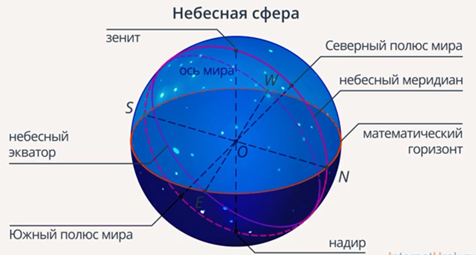 Небесная сфера
зенит
Северный полюс мира
ось мира
W
небесный меридиан
S
математический
горизонт
небесный
экватор
O
N
E
Южный полюс мира
надир